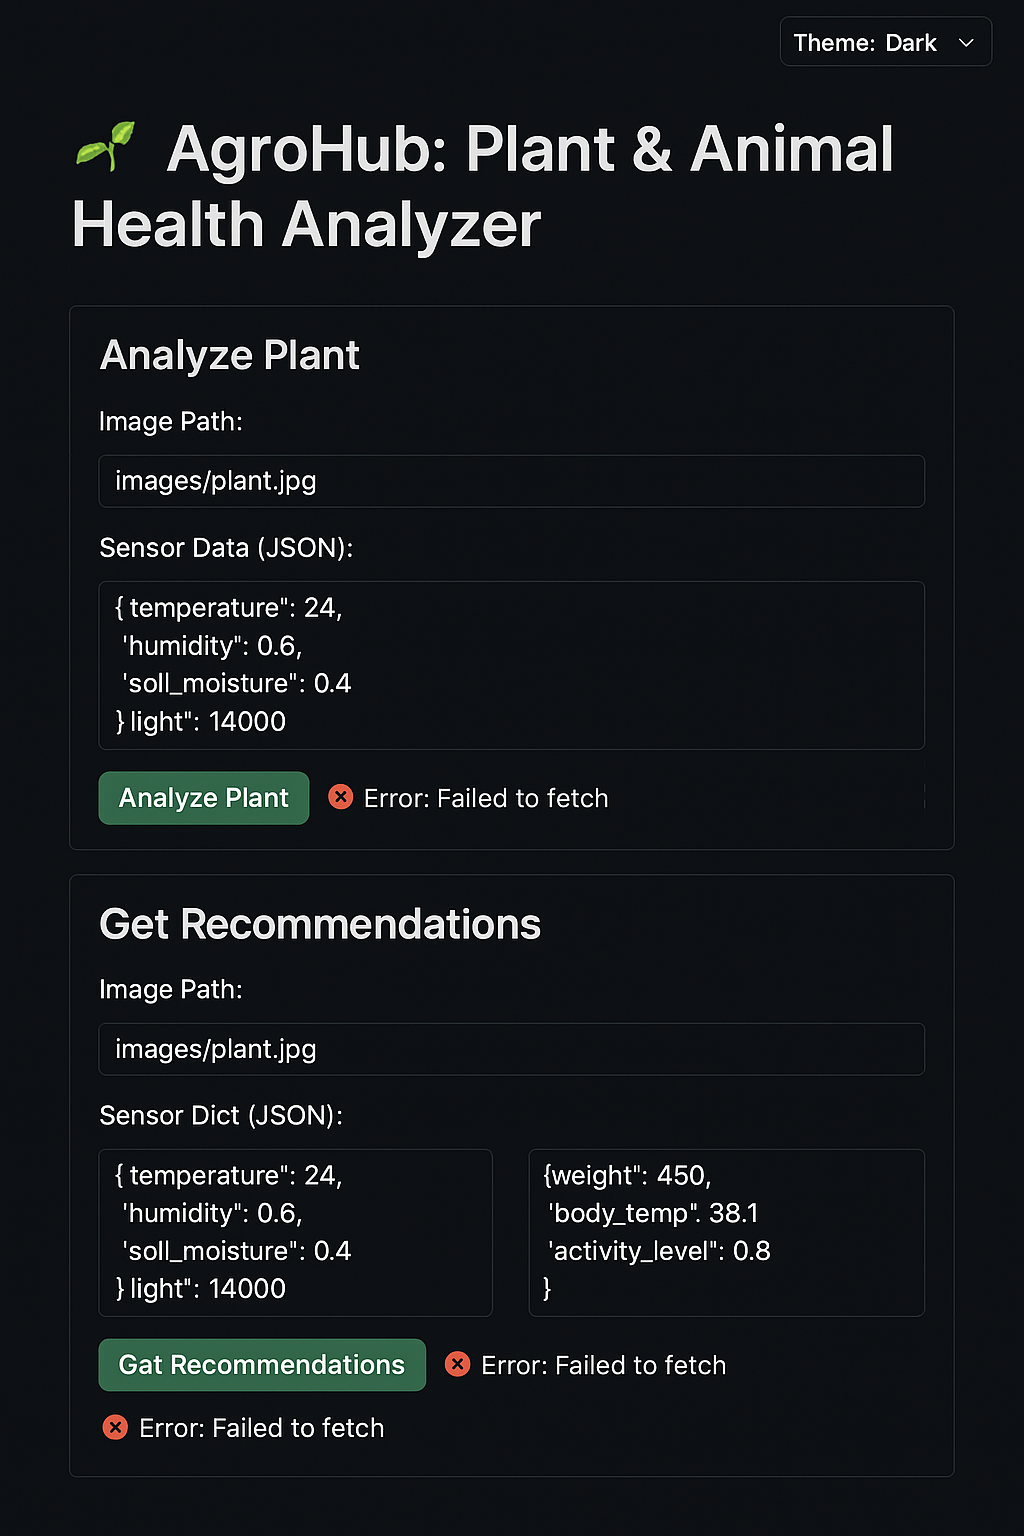 Theme: Dark
AgroHub: Plant & Animal
Health Analyzer
Analyze Plant
Image Path:
images/plant.jpg
Sensor Data (JSON):
{ temperature": 24,
'humidity": 0.6,
'soll_moisture": 0.4
} light": 14000
Analyze Plant
Error: Failed to fetch
Get Recommendations
Image Path:
images/plant.jpg
Sensor Dict (JSON):
{ temperature": 24,
'humidity": 0.6,
'soll_moisture": 0.4
} light": 14000
{weight": 450,
'body_temp". 38.1
'activity_level": 0.8
}
Gat Recommendations
Error: Failed to fetch
Error: Failed to fetch